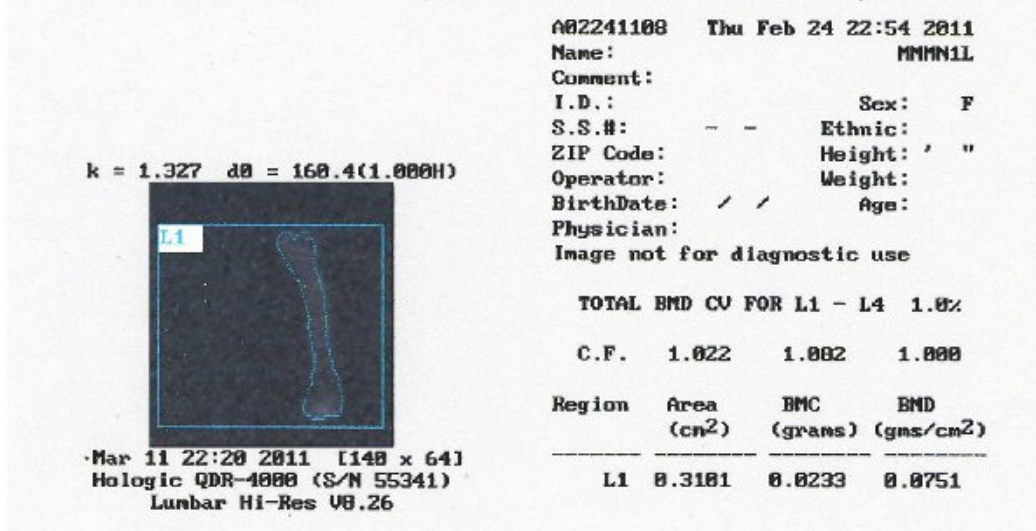 k = 1.327 d0 = 160.4(1.000H)
L1
·Mar 11 22:20 2011 [140 x 64]
Hologic QDR-4000 (S/N 55341)
Lumbar Hi-Res V8.26
A02241108 Thu Feb 24 22:54 2011
Name: MMMN1L
Comment:
I.D.: Sex: F
S.S.#: - - Ethnic:
ZIP Code: Height: ' "
Operator: Weight:
BirthDate: / / Age:
Physician:
Image not for diagnostic use
TOTAL BMD CV FOR L1 - L4 1.0%
C.F. 1.022 1.002 1.000
Region Area BMC BMD
(cm2) (grams) (gms/cm2)
L1 0.3101 0.0233 0.0751